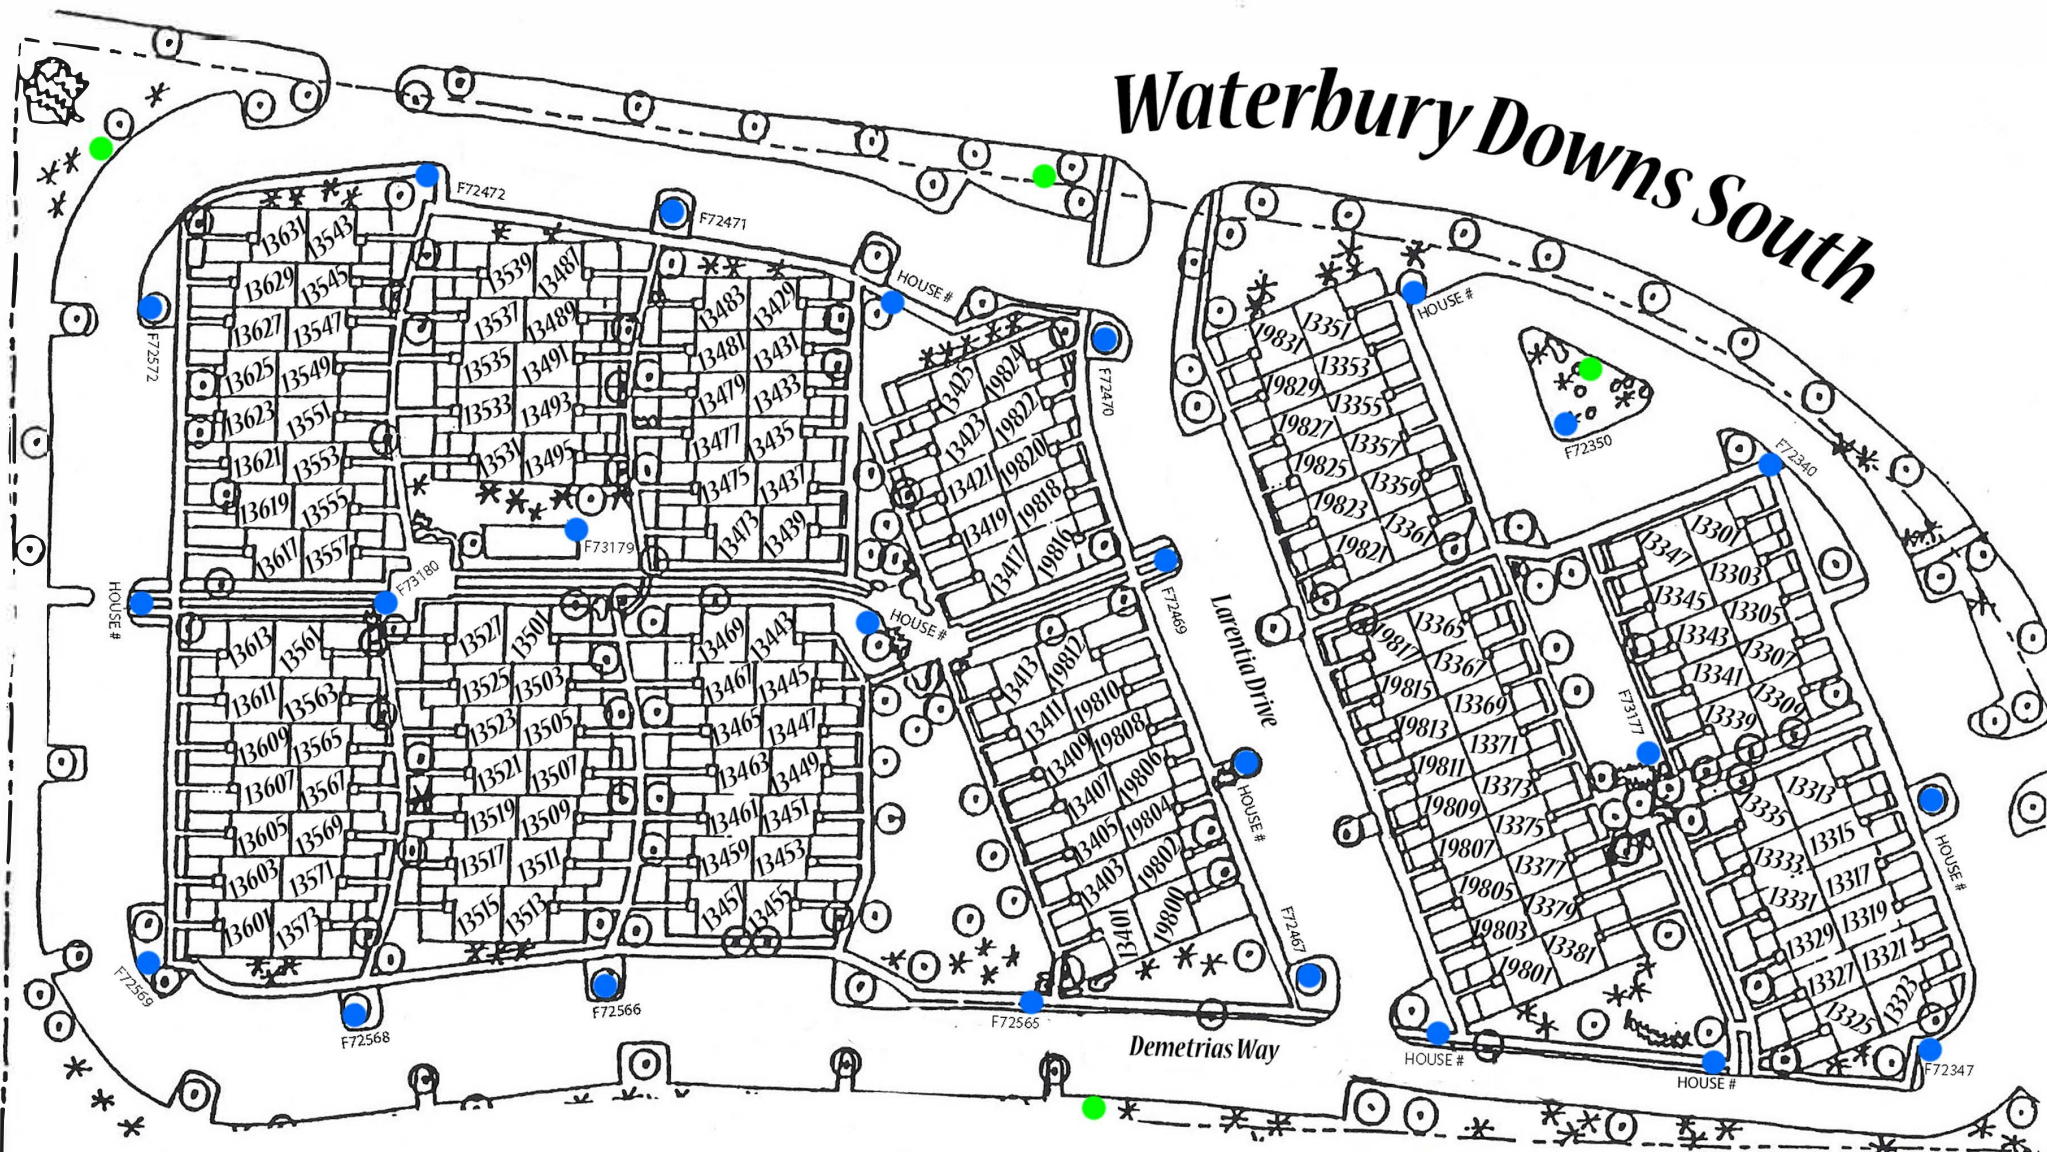 Waterbury Downs South
F72472
F72471
HOUSE #
HOUSE #
F72572
F72470
F72350
F72340
13631 13543
13629 13545
13627 13547
13625 13549
13623 13551
13621 13553
13619 13555
13617 13557
13539 13487
13537 13489
13535 13491
13533 13493
13531 13495
F73179
F73180
13483 13429
13481 13431
13479 13433
13477 13435
13475 13437
13473 13439
13425 19824
13423 19822
13421 19820
13419 19818
13417 19816
19831 13351
19829 13353
19827 13355
19825 13357
19823 13359
19821 13361
13347 13301
13345 13303
13343 13305
13341 13307
13339 13309
HOUSE #
HOUSE #
F72469
Larentia Drive
F73177
13613 13561
13611 13563
13609 13565
13607 13567
13605 13569
13603 13571
13601 13573
13527 13501
13525 13503
13523 13505
13521 13507
13519 13509
13517 13511
13515 13513
13469 13443
13467 13445
13465 13447
13463 13449
13461 13451
13459 13453
13457 13455
13413 19812
13411 19810
13409 19808
13407 19806
13405 19804
13403 19802
13401 19800
19817 13365
19815 13367
19813 13369
19811 13371
19809 13373
19807 13375
19805 13377
19803 13379
19801 13381
13335 13313
13333 13315
13331 13317
13329 13319
13327 13321
13325 13323
HOUSE #
HOUSE #
F72467
F72569
F72568
F72566
F72565
Demetrias Way
HOUSE #
HOUSE #
F72347